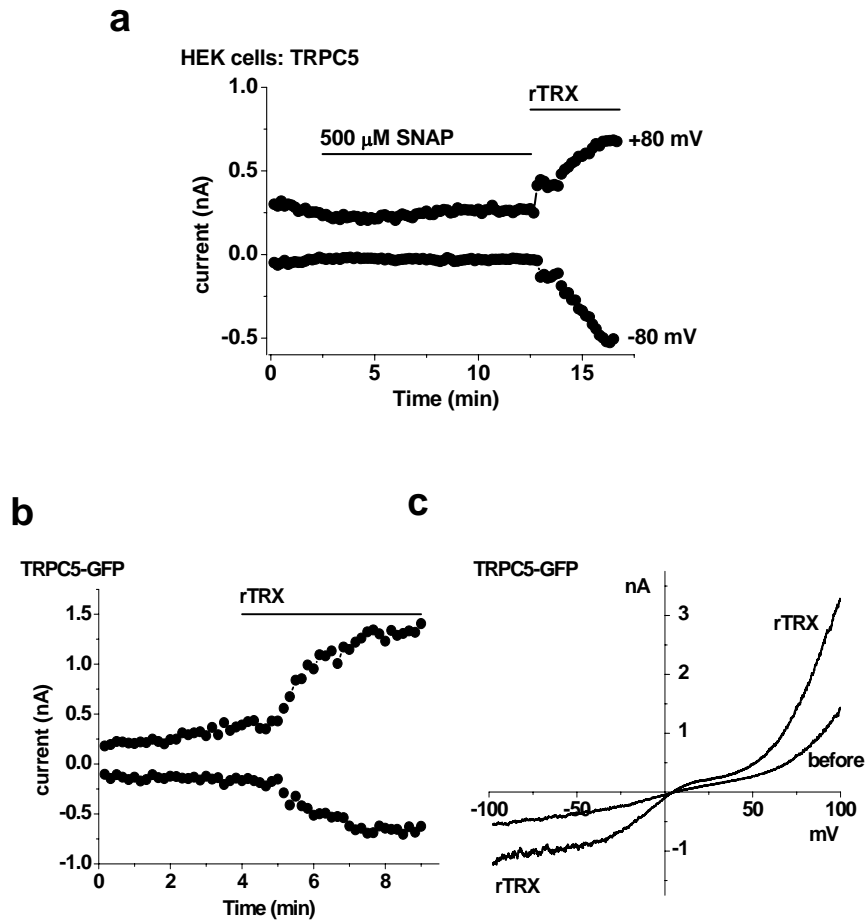 a
HEK cells: TRPC5
1.0
rTRX
500 μM SNAP
+80 mV
0.5
0.0
-0.5
-80 mV
current (nA)
0 5 10 15
Time (min)
b
TRPC5-GFP
rTRX
1.5
1.0
0.5
0.0
-0.5
-1.0
current (nA)
0 2 4 6 8
Time (min)
c
TRPC5-GFP
nA
3
rTRX
2
1
before
-100 -50 50 100
mV
-1
rTRX